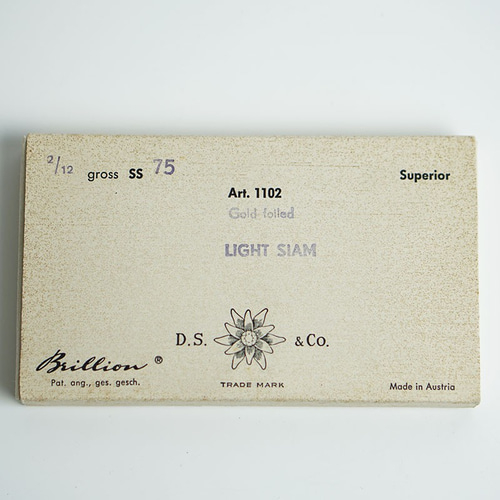 2/12 gross SS 75
Superior
Art. 1102
Gold foiled
LIGHT SIAM
D.S. & Co.
Brillion ®
Pat. ang., ges. gesch.
TRADE MARK
Made in Austria